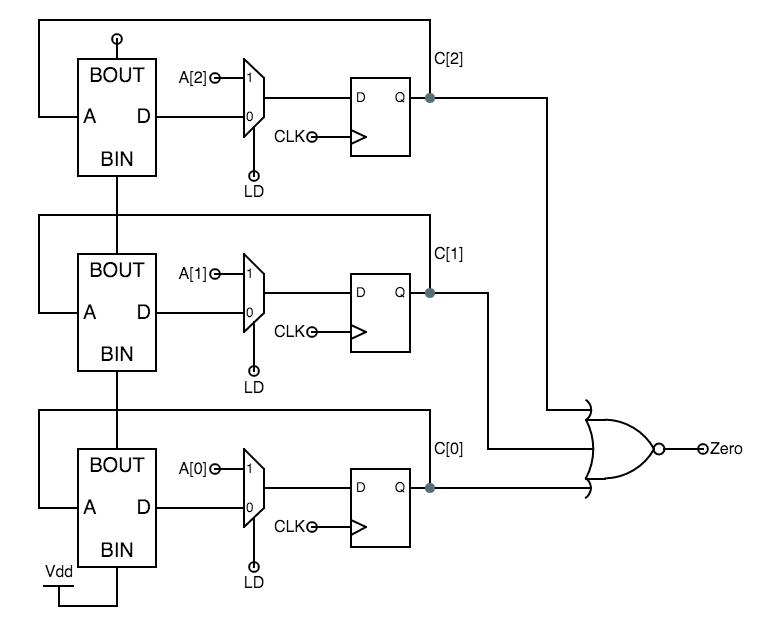 C[2]
BOUT
A[2] 1
A D 0 D Q
CLK
BIN
LD
C[1]
BOUT
A[1] 1
A D 0 D Q
CLK
BIN
LD
C[0]
BOUT
A[0] 1
Zero
A D 0 D Q
CLK
BIN
Vdd
LD